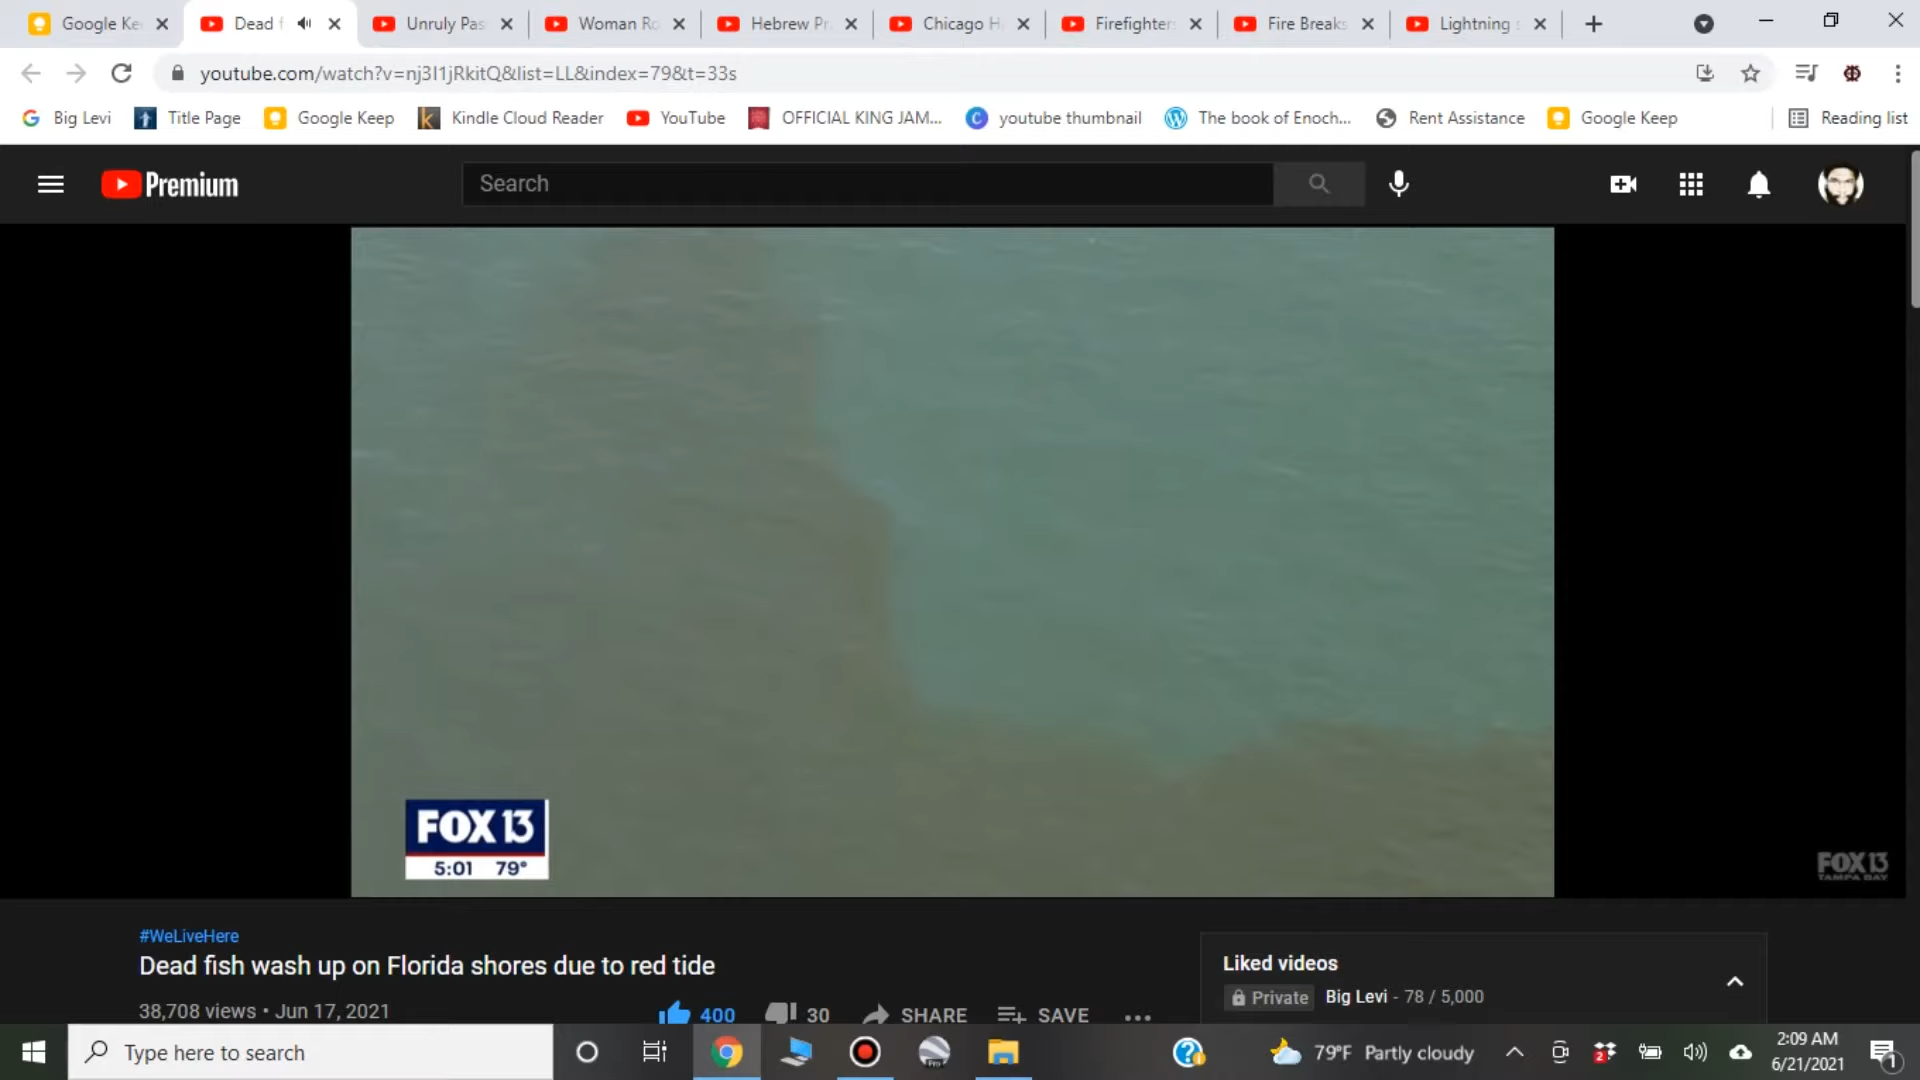 Google Ke
Dead f
Unruly Pas
Woman Ro
Hebrew Pr
Chicago H
Firefighter
Fire Breaks
Lightning s
youtube.com/watch?v=nj3I1jRkitQ&list=LL&index=79&t=33s
Big Levi
Title Page
Google Keep
Kindle Cloud Reader
YouTube
OFFICIAL KING JAM...
youtube thumbnail
The book of Enoch...
Rent Assistance
Google Keep
Reading list
Premium
Search
FOX 13
5:01 79°
FOX 13
TAMPA BAY
#WeLiveHere
Dead fish wash up on Florida shores due to red tide
38,708 views • Jun 17, 2021
400
30
SHARE
SAVE
Liked videos
Private
Big Levi - 78 / 5,000
Type here to search
79°F Partly cloudy
2:09 AM
6/21/2021